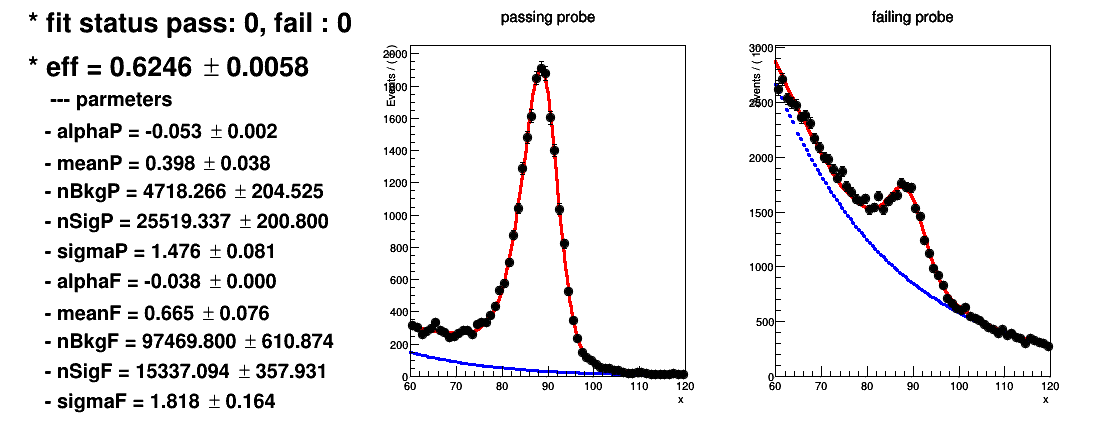 * fit status pass: 0, fail : 0
* eff = 0.6246 ± 0.0058
--- parmeters
- alphaP = -0.053 ± 0.002
- meanP = 0.398 ± 0.038
- nBkgP = 4718.266 ± 204.525
- nSigP = 25519.337 ± 200.800
- sigmaP = 1.476 ± 0.081
- alphaF = -0.038 ± 0.000
- meanF = 0.665 ± 0.076
- nBkgF = 97469.800 ± 610.874
- nSigF = 15337.094 ± 357.931
- sigmaF = 1.818 ± 0.164
passing probe
Events / (
2000
1800
1600
1400
1200
1000
800
600
400
200
0
60 70 80 90 100 110 120
x
failing probe
Events / ( 1
3000
2500
2000
1500
1000
500
0
60 70 80 90 100 110 120
x